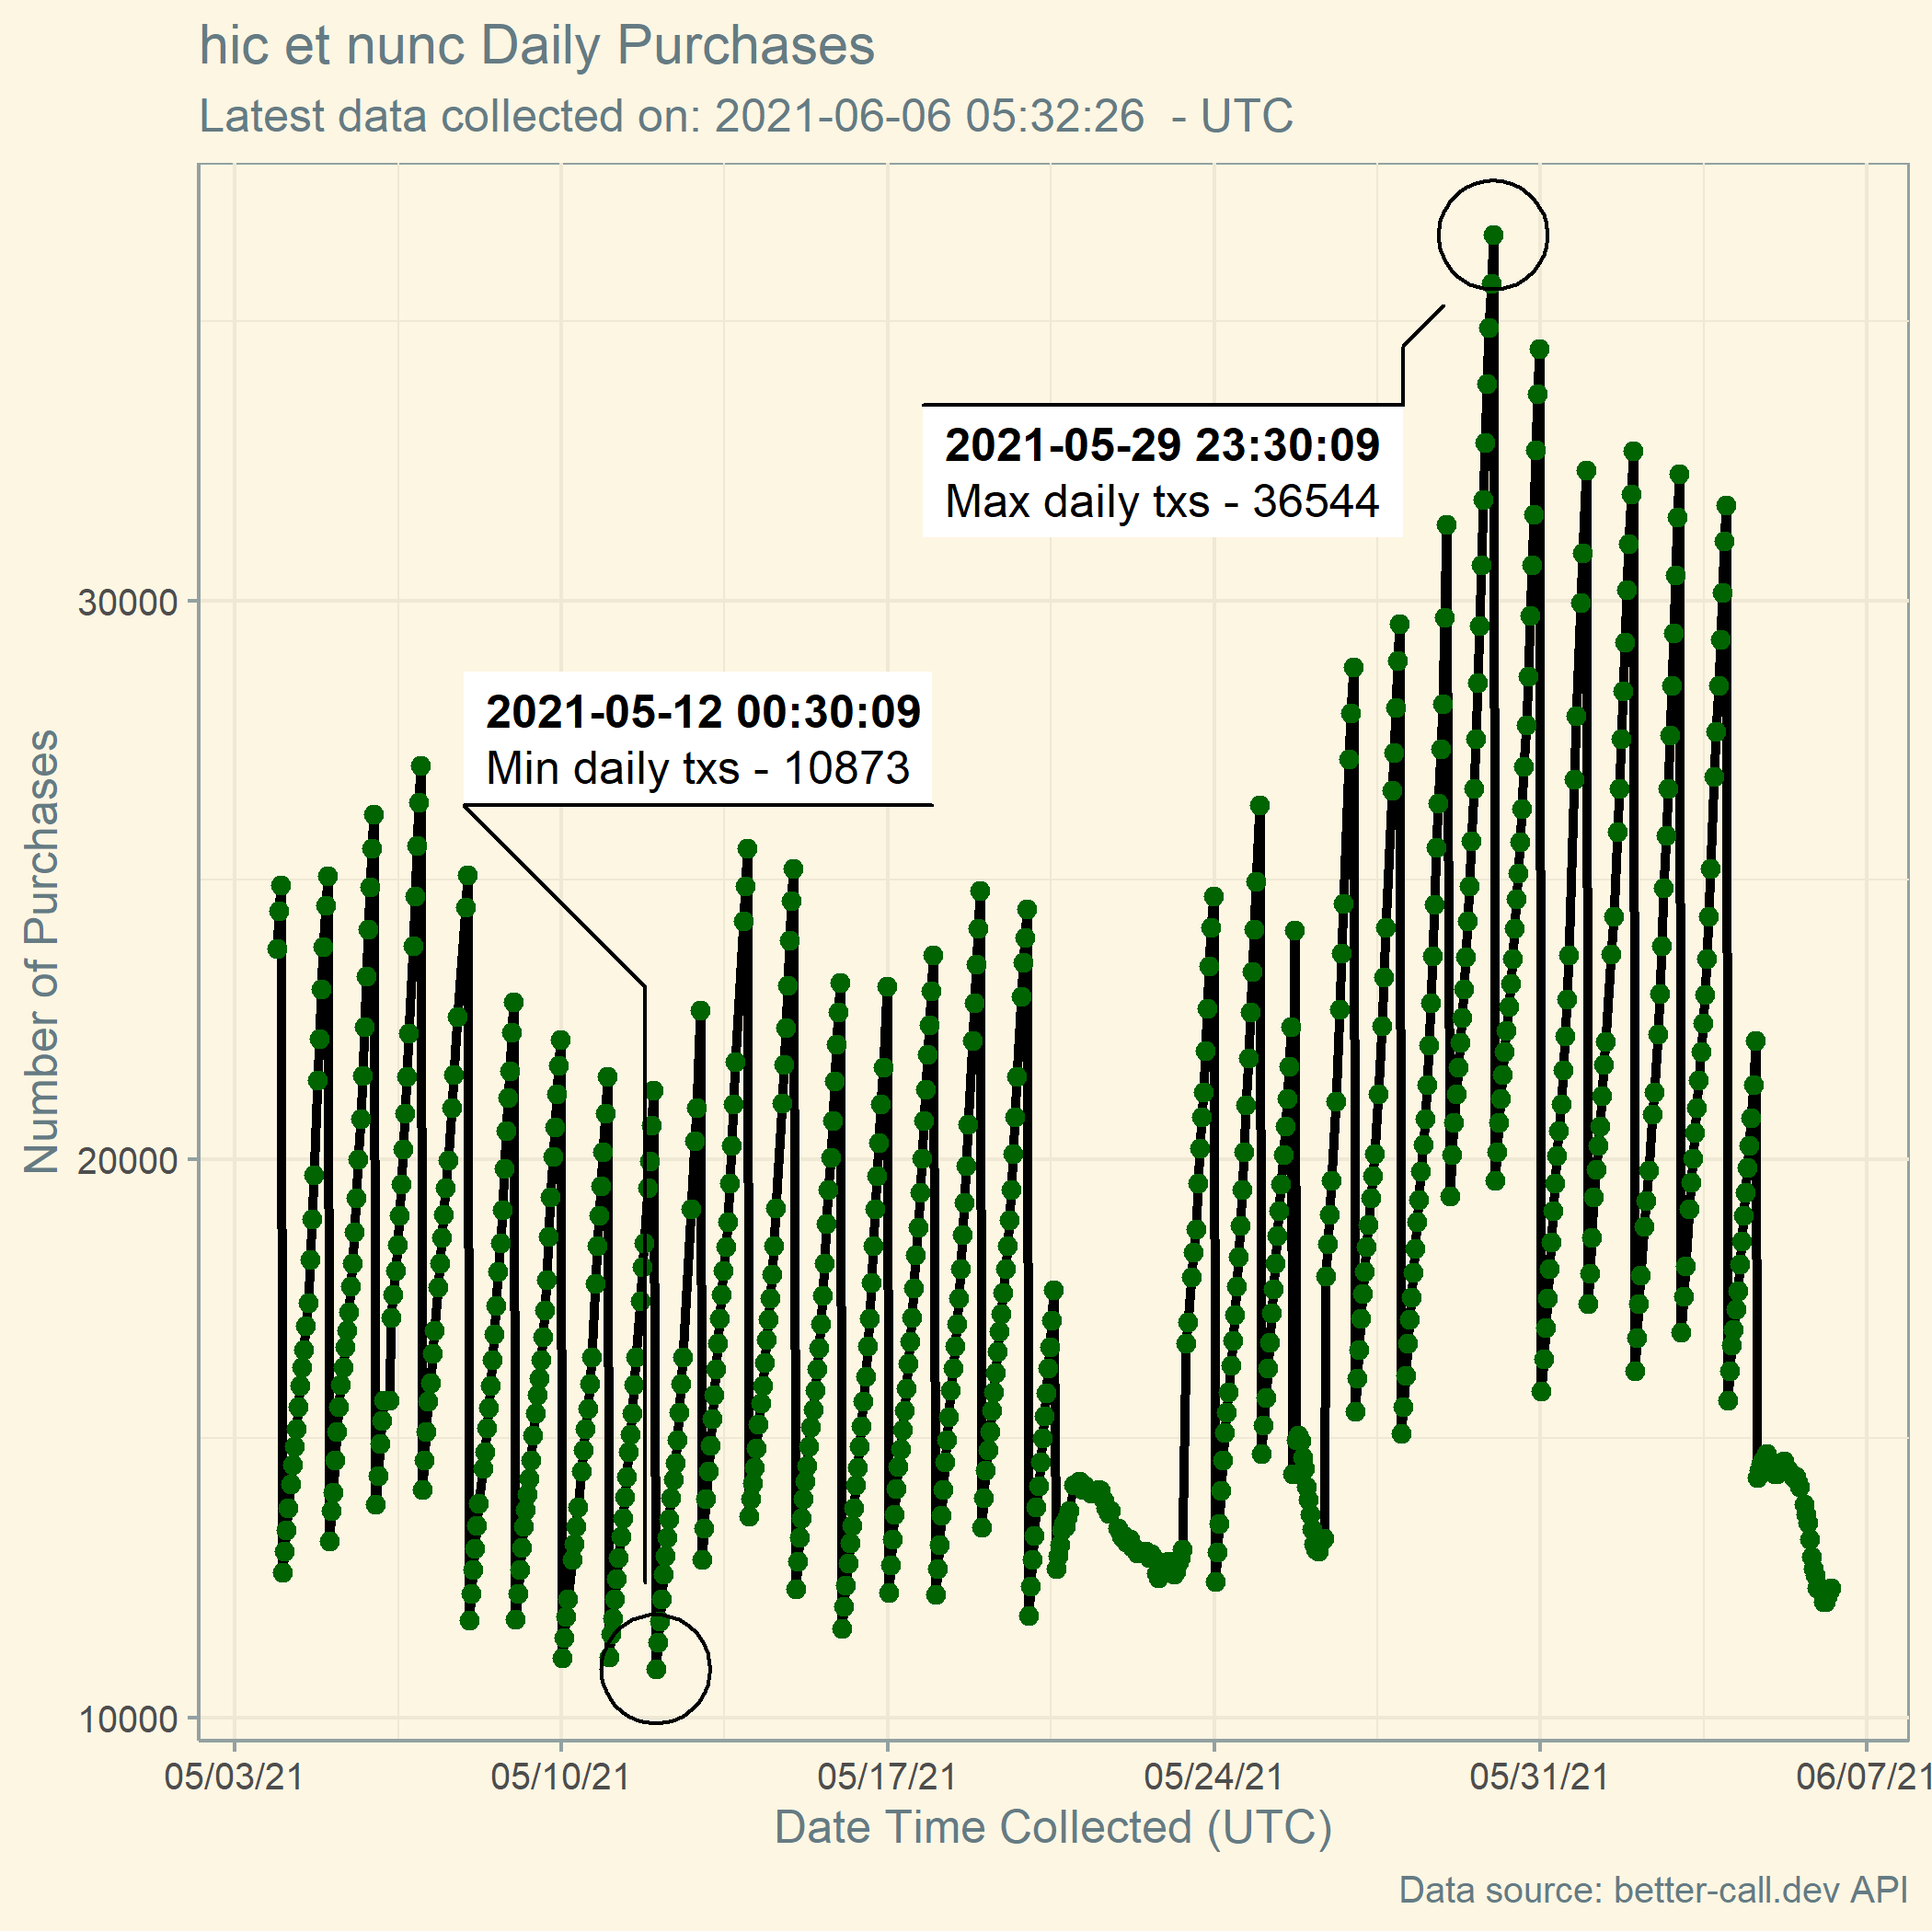 hic et nunc Daily Purchases
Latest data collected on: 2021-06-06 05:32:26  - UTC
2021-05-29 23:30:09
Max daily txs - 36544
2021-05-12 00:30:09
Min daily txs - 10873
Number of Purchases
30000
20000
10000
05/03/21
05/10/21
05/17/21
05/24/21
05/31/21
06/07/21
Date Time Collected (UTC)
Data source: better-call.dev API